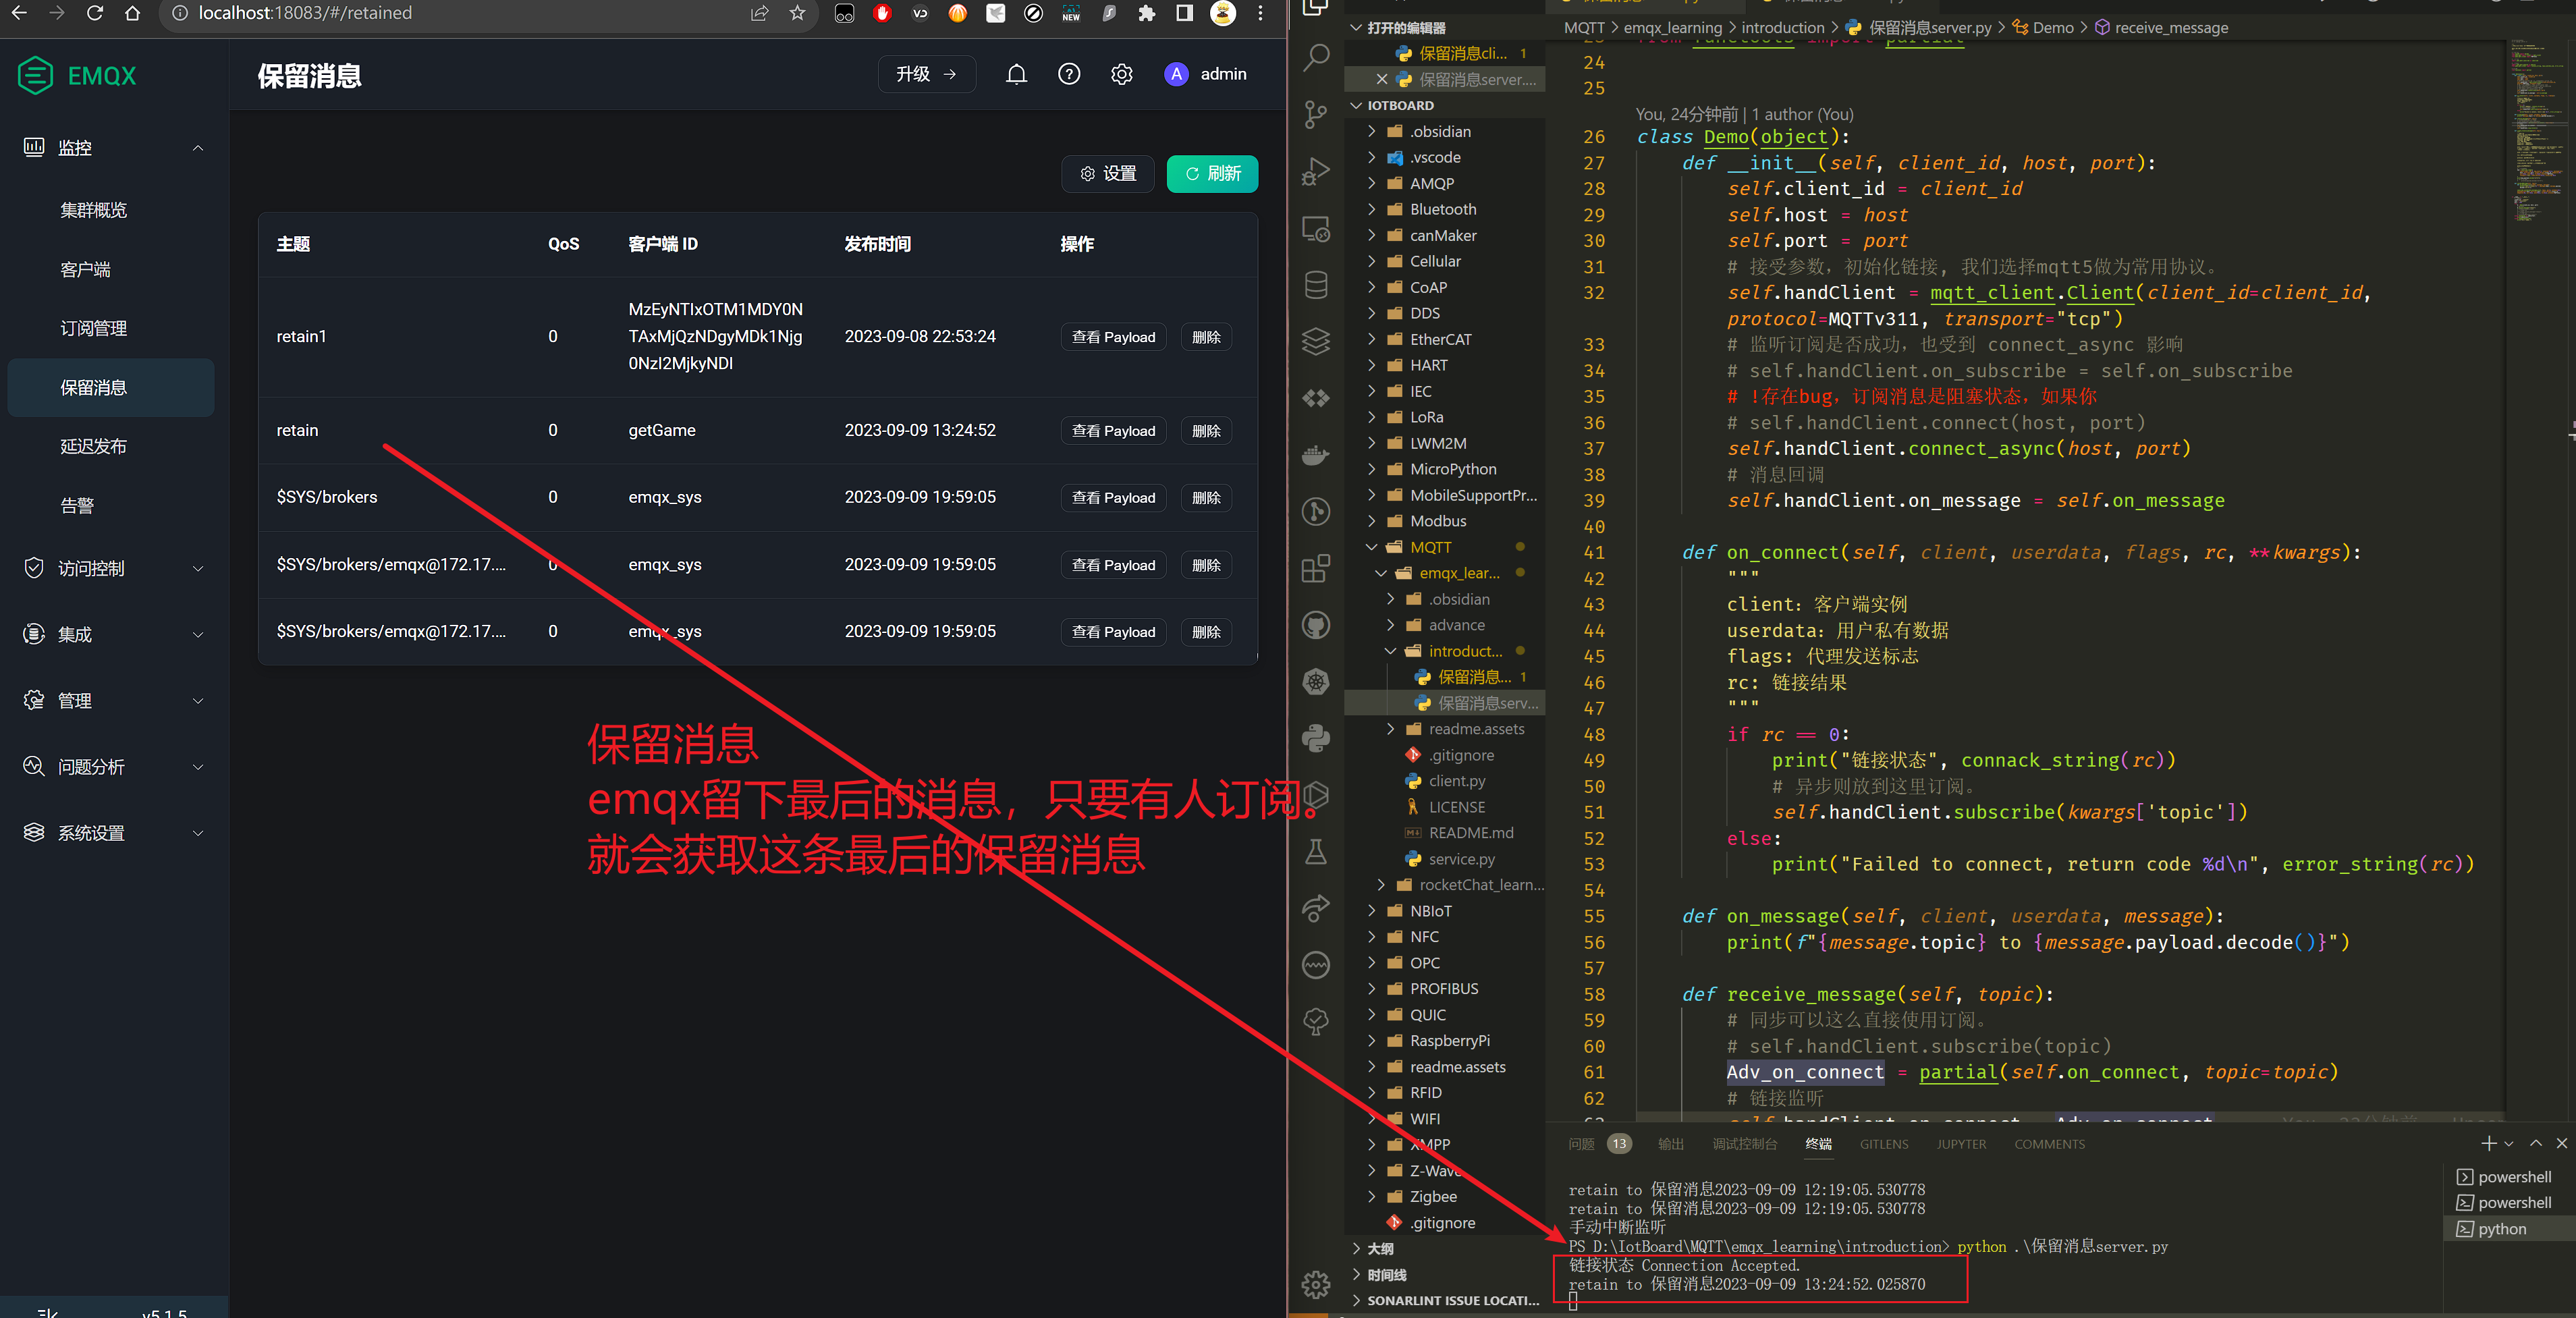 localhost:18083/#/retained
EMQX
保留消息
升级 →
A admin
监控
集群概览
客户端
订阅管理
保留消息
延迟发布
告警
访问控制
集成
管理
问题分析
系统设置
v5.1.5
设置
刷新
主题 QoS 客户端 ID 发布时间 操作
retain1 0 MzEyNTIxOTM1MDY0N
TAxMjQzNDgyMDk1Njg
0NzI2MjkyNDI 2023-09-08 22:53:24 查看 Payload 删除
retain 0 getGame 2023-09-09 13:24:52 查看 Payload 删除
$SYS/brokers 0 emqx_sys 2023-09-09 19:59:05 查看 Payload 删除
$SYS/brokers/emqx@172.17.... 0 emqx_sys 2023-09-09 19:59:05 查看 Payload 删除
$SYS/brokers/emqx@172.17.... 0 emqx_sys 2023-09-09 19:59:05 查看 Payload 删除
保留消息
emqx留下最后的消息，只要有人订阅。
就会获取这条最后的保留消息
打开的编辑器
保留消息cli... 1
保留消息server....
IOTBOARD
.obsidian
.vscode
AMQP
Bluetooth
canMaker
Cellular
CoAP
DDS
EtherCAT
HART
IEC
LoRa
LWM2M
MicroPython
MobileSupportPr...
Modbus
MQTT
emqx_lear...
.obsidian
advance
introduct...
保留消息... 1
保留消息serv...
readme.assets
.gitignore
client.py
LICENSE
README.md
service.py
rocketChat_learn...
NBIoT
NFC
OPC
PROFIBUS
QUIC
RaspberryPi
readme.assets
RFID
WIFI
XMPP
Z-Wave
Zigbee
.gitignore
大纲
时间线
SONARLINT ISSUE LOCATI...
MQTT > emqx_learning > introduction > 保留消息server.py > Demo > receive_message
24
25
You, 24分钟前 | 1 author (You)
26 class Demo(object):
27 def __init__(self, client_id, host, port):
28 self.client_id = client_id
29 self.host = host
30 self.port = port
31 # 接受参数，初始化链接, 我们选择mqtt5做为常用协议。
32 self.handClient = mqtt_client.Client(client_id=client_id,
protocol=MQTTv311, transport="tcp")
33 # 监听订阅是否成功，也受到 connect_async 影响
34 # self.handClient.on_subscribe = self.on_subscribe
35 # !存在bug，订阅消息是阻塞状态，如果你
36 # self.handClient.connect(host, port)
37 self.handClient.connect_async(host, port)
38 # 消息回调
39 self.handClient.on_message = self.on_message
40
41 def on_connect(self, client, userdata, flags, rc, **kwargs):
42 """
43 client: 客户端实例
44 userdata: 用户私有数据
45 flags: 代理发送标志
46 rc: 链接结果
47 """
48 if rc == 0:
49 print("链接状态", connack_string(rc))
50 # 异步则放到这里订阅。
51 self.handClient.subscribe(kwargs['topic'])
52 else:
53 print("Failed to connect, return code %d\n", error_string(rc))
54
55 def on_message(self, client, userdata, message):
56 print(f"{message.topic} to {message.payload.decode()}")
57
58 def receive_message(self, topic):
59 # 同步可以这么直接使用订阅。
60 # self.handClient.subscribe(topic)
61 Adv_on_connect = partial(self.on_connect, topic=topic)
62 # 链接监听
问题 13 输出 调试控制台 终端 GITLENS JUPYTER COMMENTS
retain to 保留消息2023-09-09 12:19:05.530778
retain to 保留消息2023-09-09 12:19:05.530778
手动中断监听
PS D:\IotBoard\MQTT\emqx_learning\introduction> python .\保留消息server.py
链接状态 Connection Accepted.
retain to 保留消息2023-09-09 13:24:52.025870
powershell
powershell
python